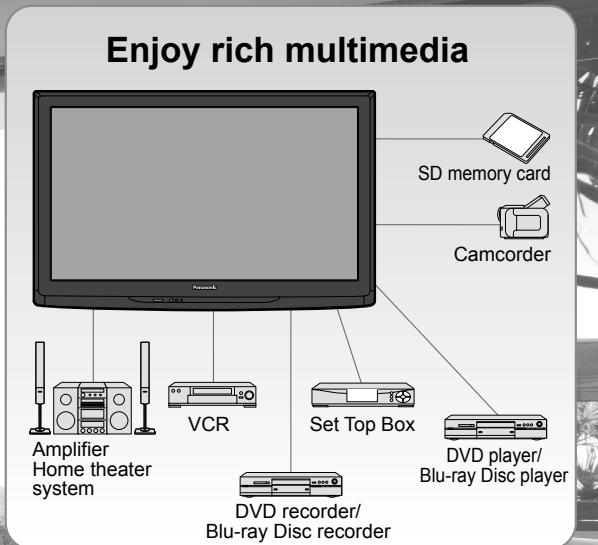 Enjoy rich multimedia
SD memory card
Camcorder
Panasonic
Amplifier
Home theater
system
VCR
Set Top Box
DVD player/
Blu-ray Disc player
DVD recorder/
Blu-ray Disc recorder